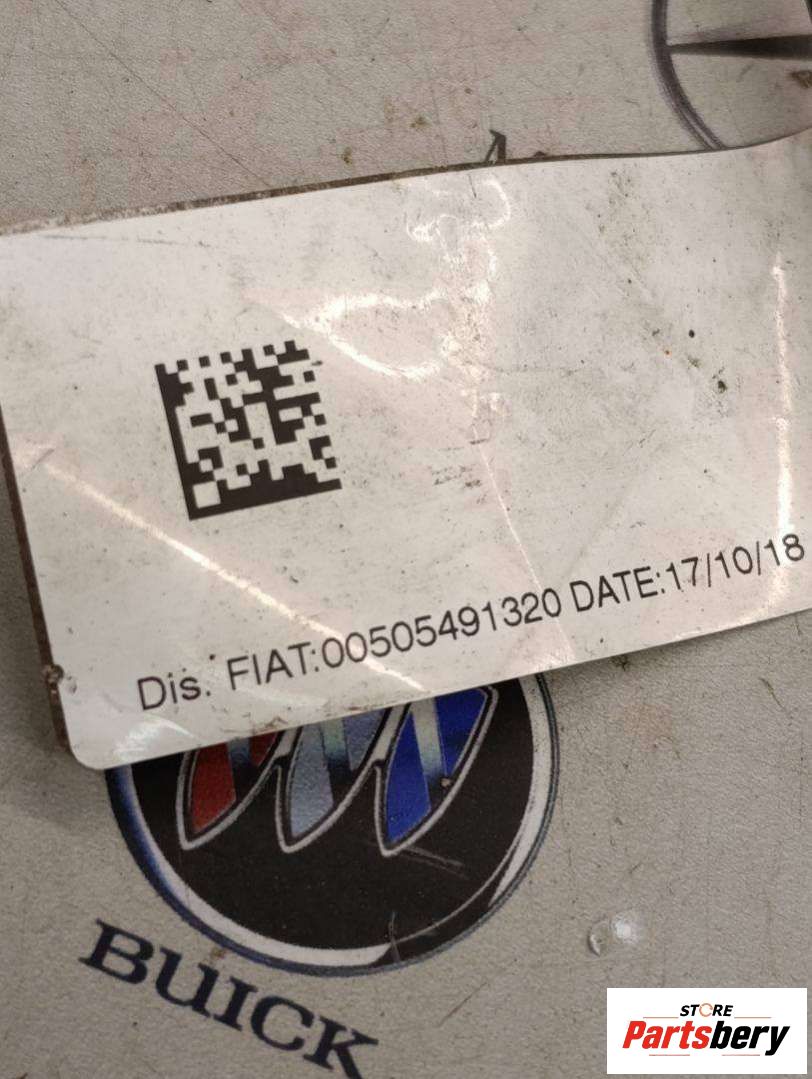 Dis. FIAT:00505491320 DATE:17/10/18
BUICK
STORE
Partsbery